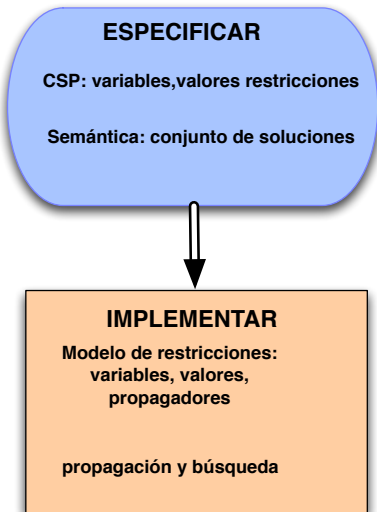 ESPECIFICAR
CSP: variables,valores restricciones
Semántica: conjunto de soluciones
IMPLEMENTAR
Modelo de restricciones:
variables, valores,
propagadores
propagación y búsqueda